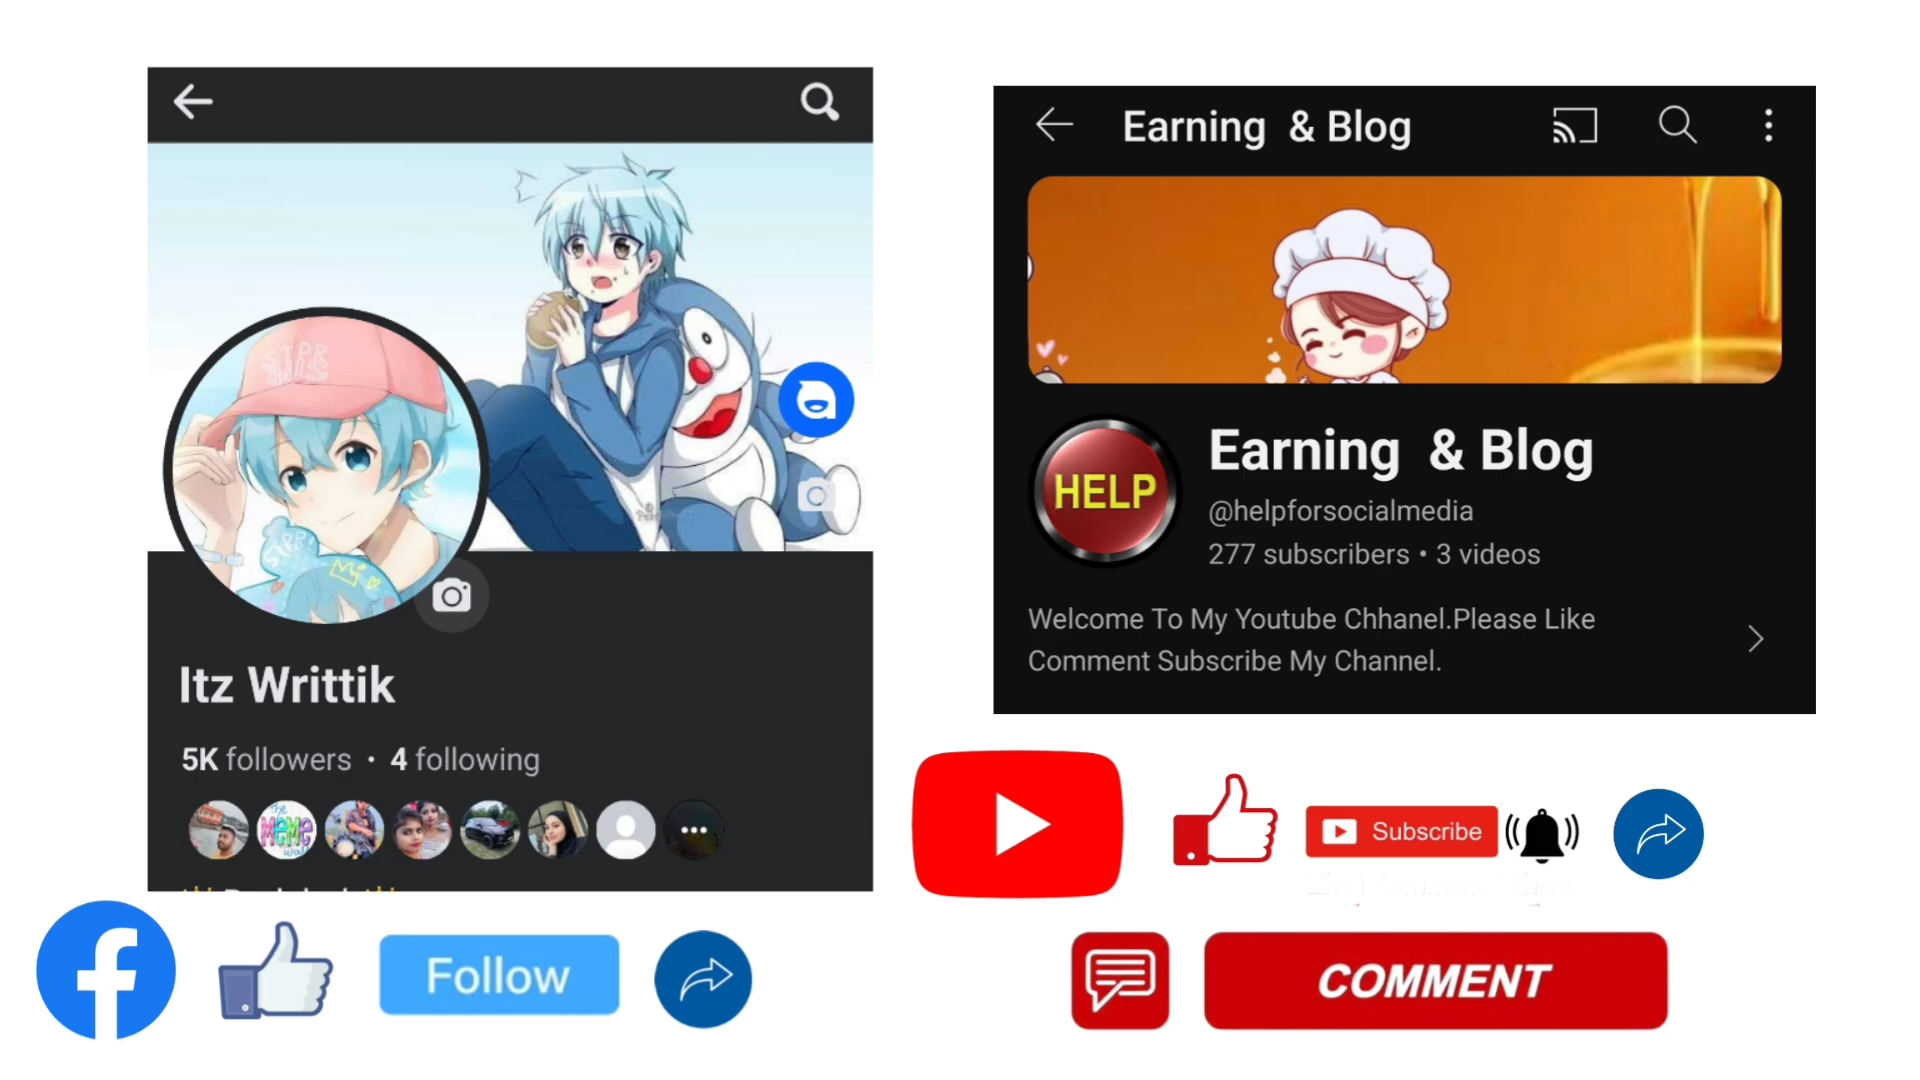 Itz Writtik
5K followers • 4 following
Follow
Earning & Blog
HELP
Earning & Blog
@helpforsocialmedia
277 subscribers • 3 videos
Welcome To My Youtube Chhanel.Please Like
Comment Subscribe My Channel.
Subscribe
COMMENT